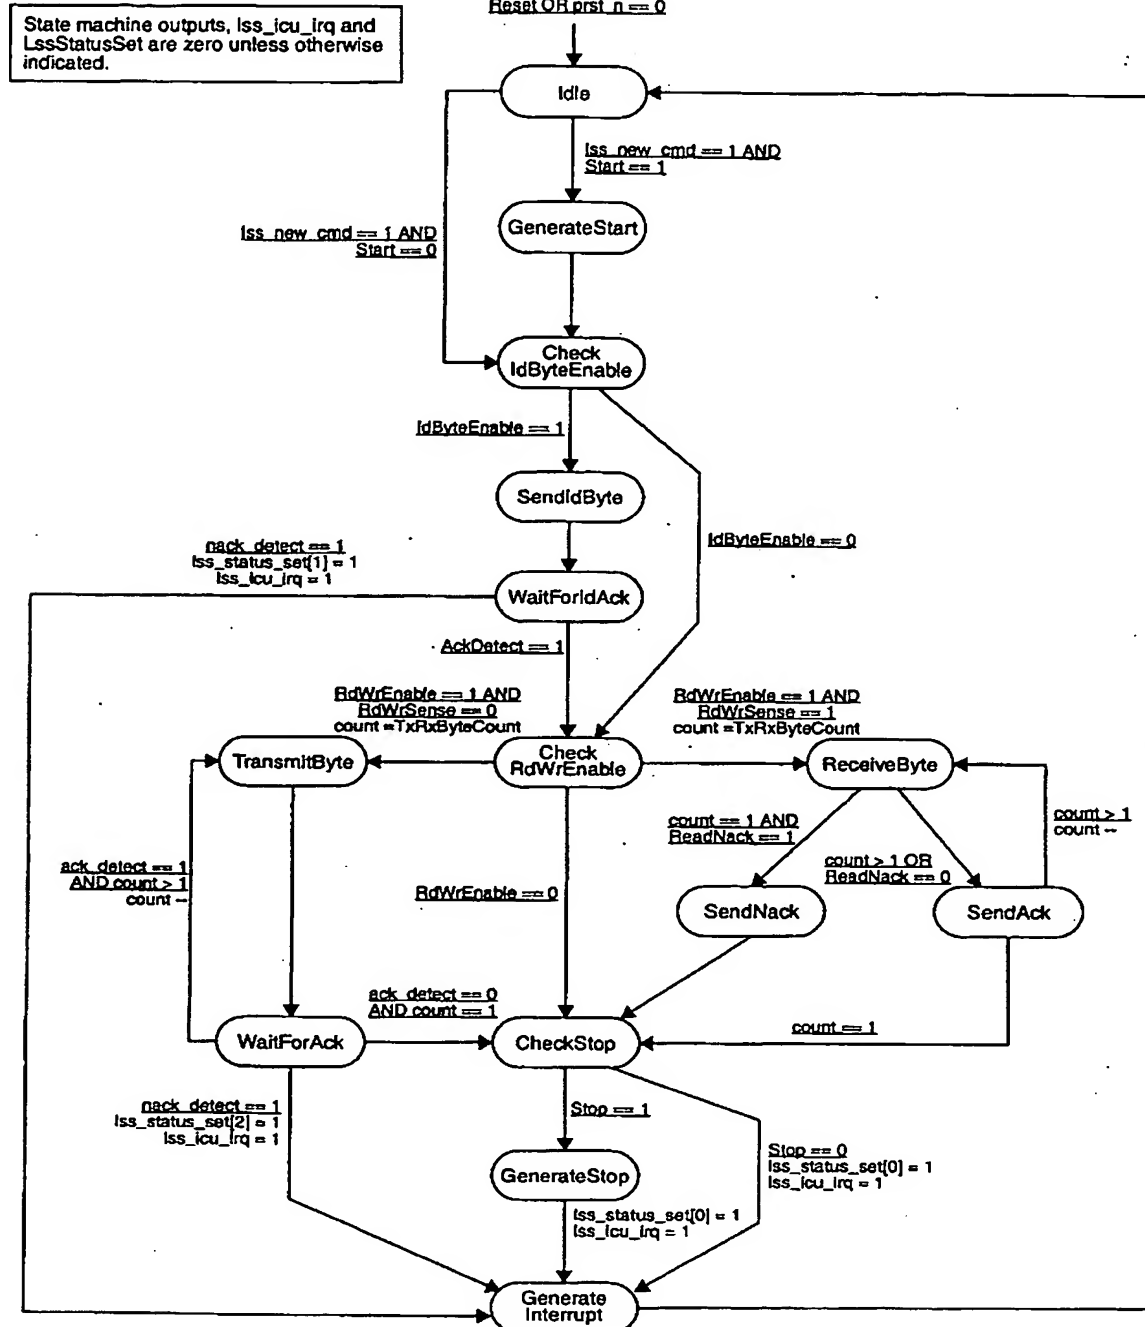 Reset OR prst_n == 0
State machine outputs, lss_icu_irq and
LssStatusSet are zero unless otherwise
indicated.
Idle
lss_new_cmd == 1 AND
Start == 1
GenerateStart
lss_new_cmd == 1 AND
Start == 0
Check
IdByteEnable
IdByteEnable == 1
SendIdByte
IdByteEnable == 0
nack_detect == 1
lss_status_set[1] = 1
lss_icu_irq = 1
WaitForIdAck
AckDetect == 1
RdWrEnable == 1 AND
RdWrSense == 0
count =TxRxByteCount
RdWrEnable == 1 AND
RdWrSense == 1
count =TxRxByteCount
TransmitByte
Check
RdWrEnable
ReceiveByte
count == 1 AND
ReadNack == 1
count > 1
count --
count > 1 OR
ReadNack == 0
ack_detect == 1
AND count > 1
count --
RdWrEnable == 0
SendNack
SendAck
ack_detect == 0
AND count == 1
WaitForAck
CheckStop
count == 1
nack_detect == 1
lss_status_set[2] = 1
lss_icu_irq = 1
Stop == 1
Stop == 0
lss_status_set[0] = 1
lss_icu_irq = 1
GenerateStop
lss_status_set[0] = 1
lss_icu_irq = 1
Generate
Interrupt